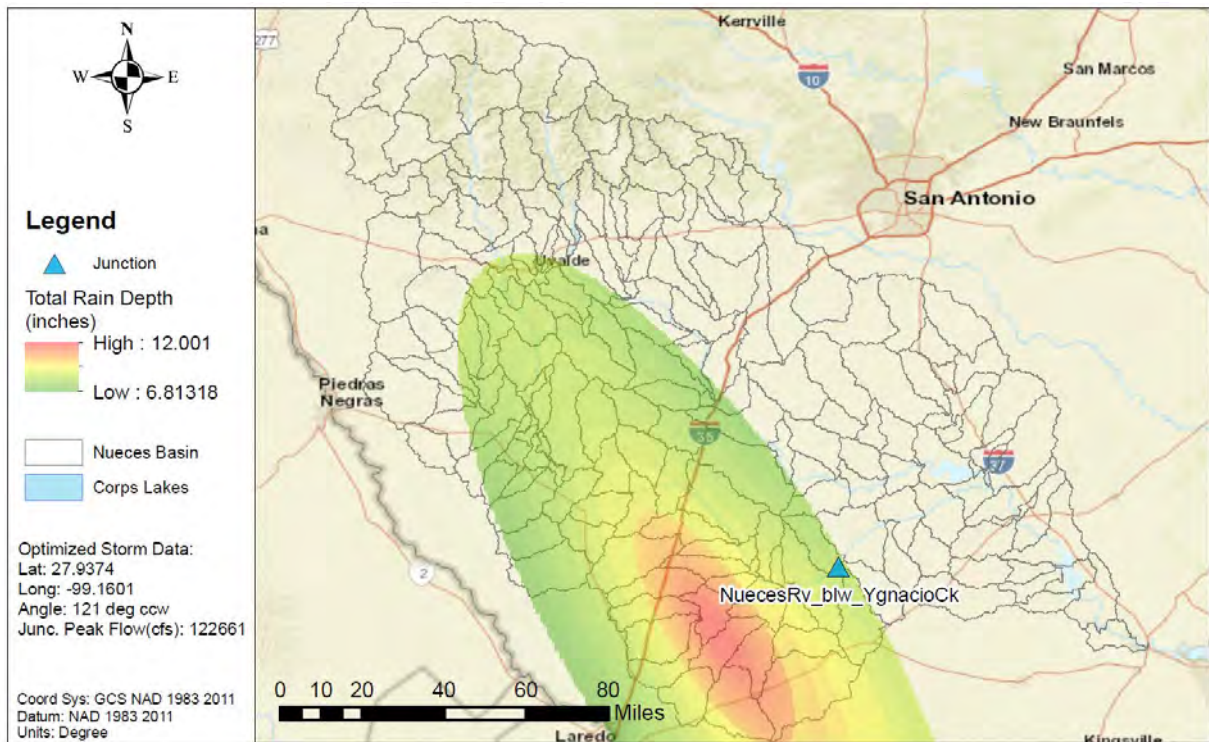 N
W
E
S
Legend
Junction
Total Rain Depth
(inches)
High : 12.001
Low : 6.81318
Nueces Basin
Corps Lakes
Optimized Storm Data:
Lat: 27.9374
Long: -99.1601
Angle: 121 deg ccw
Junc. Peak Flow(cfs): 122661
Coord Sys: GCS NAD 1983 2011
Datum: NAD 1983 2011
Units: Degree
277
Kerrville
10
San Marcos
New Braunfels
San Antonio
na
Uvalde
Piedras
Negras
35
37
2
NuecesRv_blw_YgnacioCk
0 10 20 40 60 80
Miles
Laredo
Kingsville